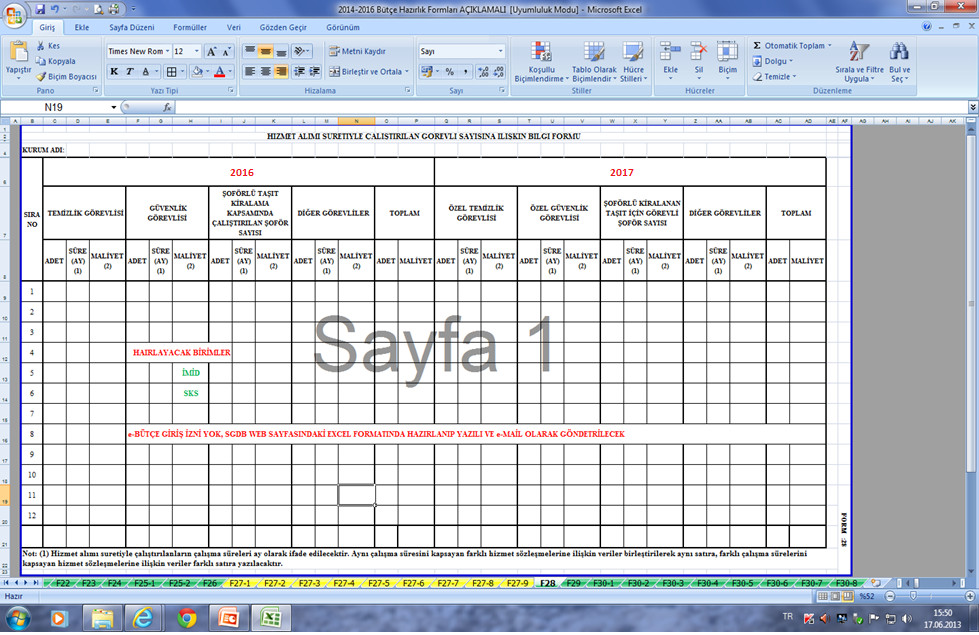 2014-2016 Bütçe Hazırlık Formları AÇIKLAMALI [Uyumluluk Modu] - Microsoft Excel
Giriş Ekle Sayfa Düzeni Formüller Veri Gözden Geçir Görünüm
Yapıştır
Kes
Kopyala
Biçim Boyacısı
Pano
Times New Rom 12
K T A
Yazı Tipi
Metni Kaydır
Birleştir ve Ortala
Hizalama
Sayı
% ,
Sayı
Koşullu Biçimlendirme
Tablo Olarak Biçimlendir
Hücre Stilleri
Stiller
Ekle Sil Biçim
Hücreler
Σ Otomatik Toplam
Dolgu
Temizle
Sırala ve Filtre Uygula
Bul ve Seç
Düzenleme
N19
fx
HİZMET ALIMI SURETİYLE ÇALIŞTIRILAN GÖREVLİ SAYISINA İLİŞKİN BİLGİ FORMU
KURUM ADI:
2016 2017
SIRA NO
TEMİZLİK GÖREVLİSİ
GÜVENLİK GÖREVLİSİ
ŞOFÖRLÜ TAŞIT KİRALAMA KAPSAMINDA ÇALIŞTIRILAN ŞOFÖR SAYISI
DİĞER GÖREVLİLER
TOPLAM
ÖZEL TEMİZLİK GÖREVLİSİ
ÖZEL GÜVENLİK GÖREVLİSİ
ŞOFÖRLÜ KİRALANAN TAŞIT İÇİN GÖREVLİ ŞOFÖR SAYISI
DİĞER GÖREVLİLER
TOPLAM
ADET SÜRE (AY) (1) MALİYET (2) ADET SÜRE (AY) (1) MALİYET (2) ADET SÜRE (AY) (1) MALİYET (2) ADET SÜRE (AY) (1) MALİYET (2) ADET MALİYET ADET SÜRE (AY) (1) MALİYET (2) ADET SÜRE (AY) (1) MALİYET (2) ADET SÜRE (AY) (1) MALİYET (2) ADET SÜRE (AY) (1) MALİYET (2) ADET MALİYET
1
2
3
Sayfa 1
4 HAIRLAYACAK BİRİMLER
5 İMİD
6 SKS
7
8 e-BÜTÇE GİRİŞ İZNİ YOK, SGDB WEB SAYFASINDAKİ EXCEL FORMATINDA HAZIRLANIP YAZILI VE e-MAİL OLARAK GÖNDETRİLECEK
9
10
11
12
FORM -28
Not: (1) Hizmet alımı suretiyle çalıştırılanların çalışma süreleri ay olarak ifade edilecektir. Aynı çalışma süresini kapsayan farklı hizmet sözleşmelerine ilişkin veriler birleştirilerek aynı satıra, farklı çalışma sürelerini
kapsayan hizmet sözleşmelerine ilişkin veriler farklı satıra yazılacaktır.
F22 F23 F24 F25-1 F25-2 F26 F27-1 F27-2 F27-3 F27-4 F27-5 F27-6 F27-7 F27-8 F27-9 F28 F29 F30-1 F30-2 F30-3 F30-4 F30-5 F30-6 F30-7 F30-8
Hazır %52
TR 15:50
17.06.2013